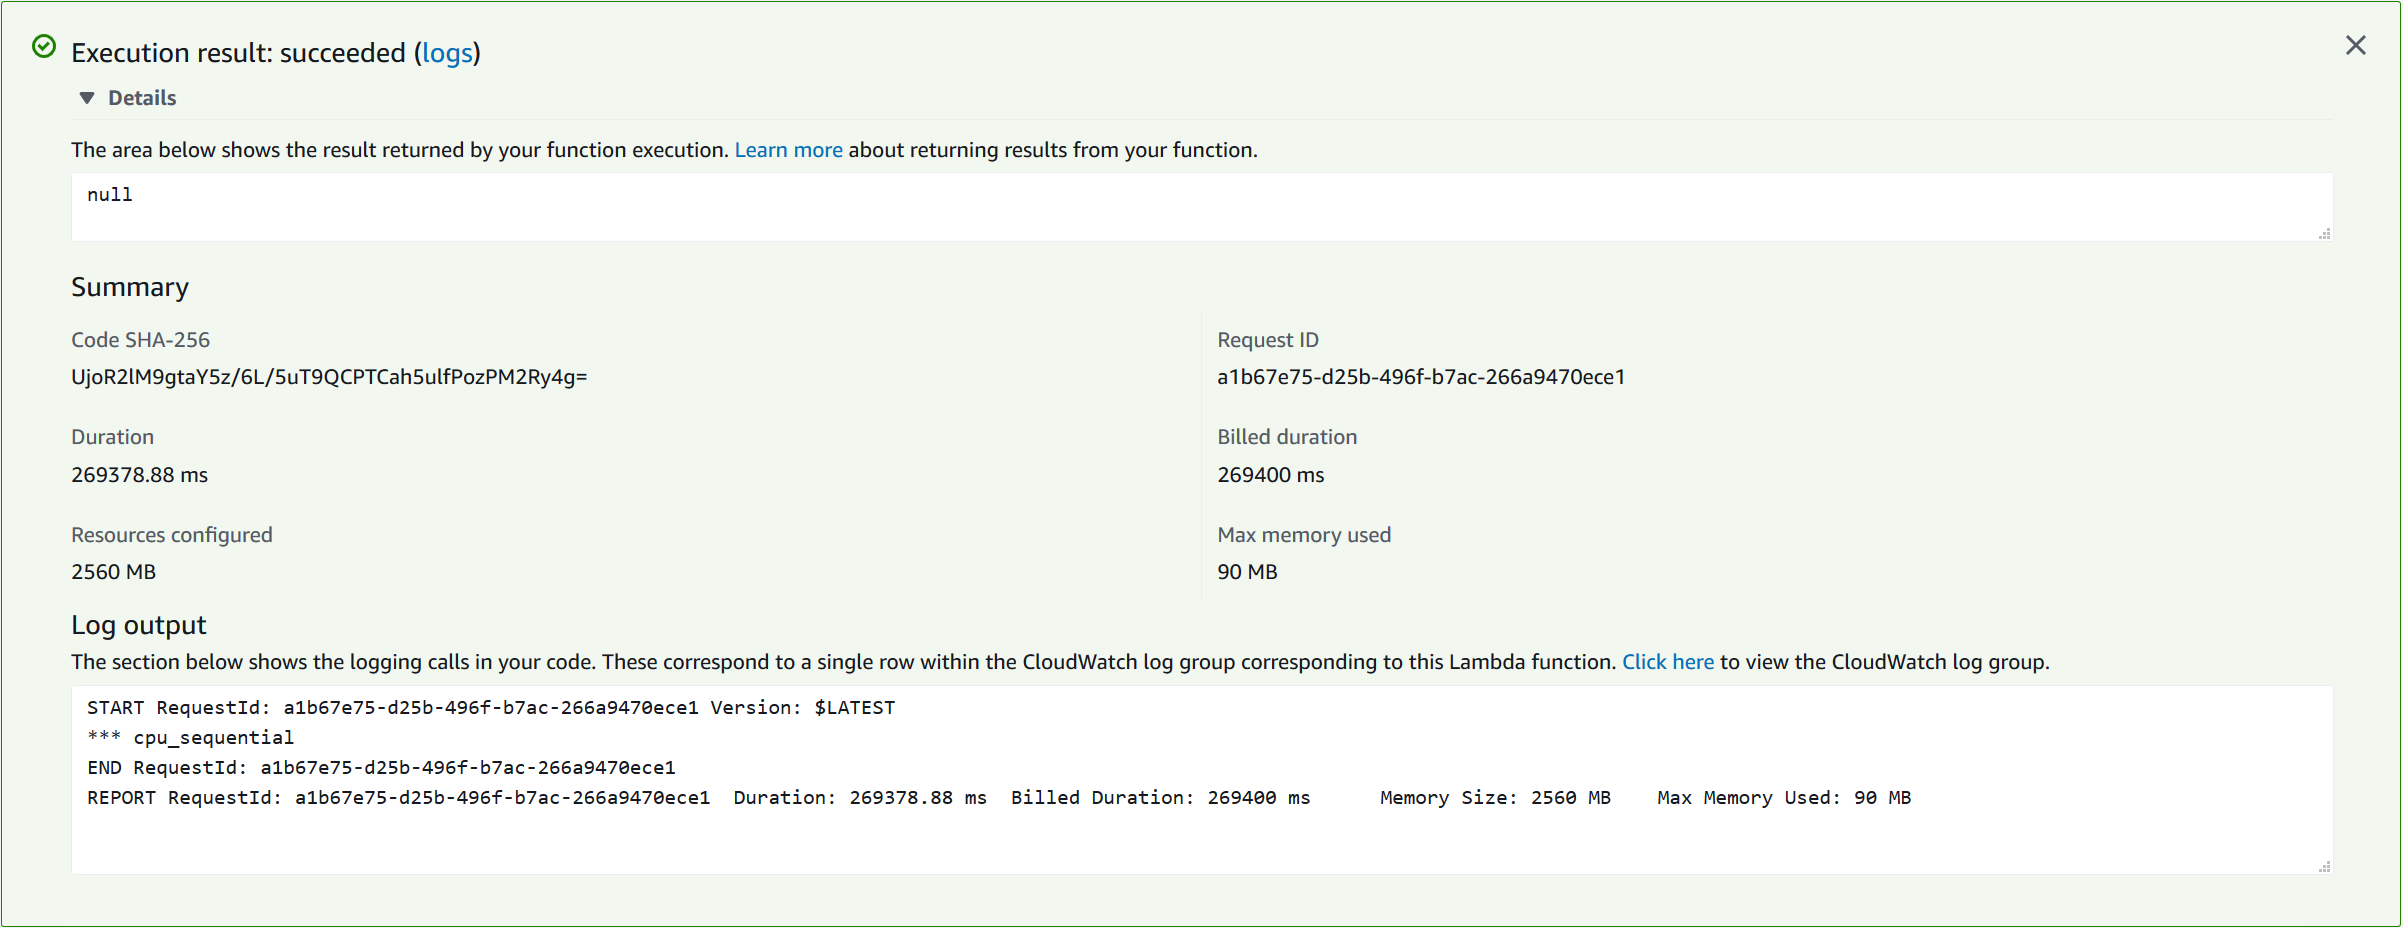 Execution result: succeeded (logs)
Details
The area below shows the result returned by your function execution. Learn more about returning results from your function.
null
Summary
Code SHA-256
UjoR2lM9gtaY5z/6L/5uT9QCPTCah5ulfPozPM2Ry4g=
Request ID
a1b67e75-d25b-496f-b7ac-266a9470ece1
Duration
269378.88 ms
Billed duration
269400 ms
Resources configured
2560 MB
Max memory used
90 MB
Log output
The section below shows the logging calls in your code. These correspond to a single row within the CloudWatch log group corresponding to this Lambda function. Click here to view the CloudWatch log group.
START RequestId: a1b67e75-d25b-496f-b7ac-266a9470ece1 Version: $LATEST
*** cpu_sequential
END RequestId: a1b67e75-d25b-496f-b7ac-266a9470ece1
REPORT RequestId: a1b67e75-d25b-496f-b7ac-266a9470ece1 Duration: 269378.88 ms Billed Duration: 269400 ms Memory Size: 2560 MB Max Memory Used: 90 MB